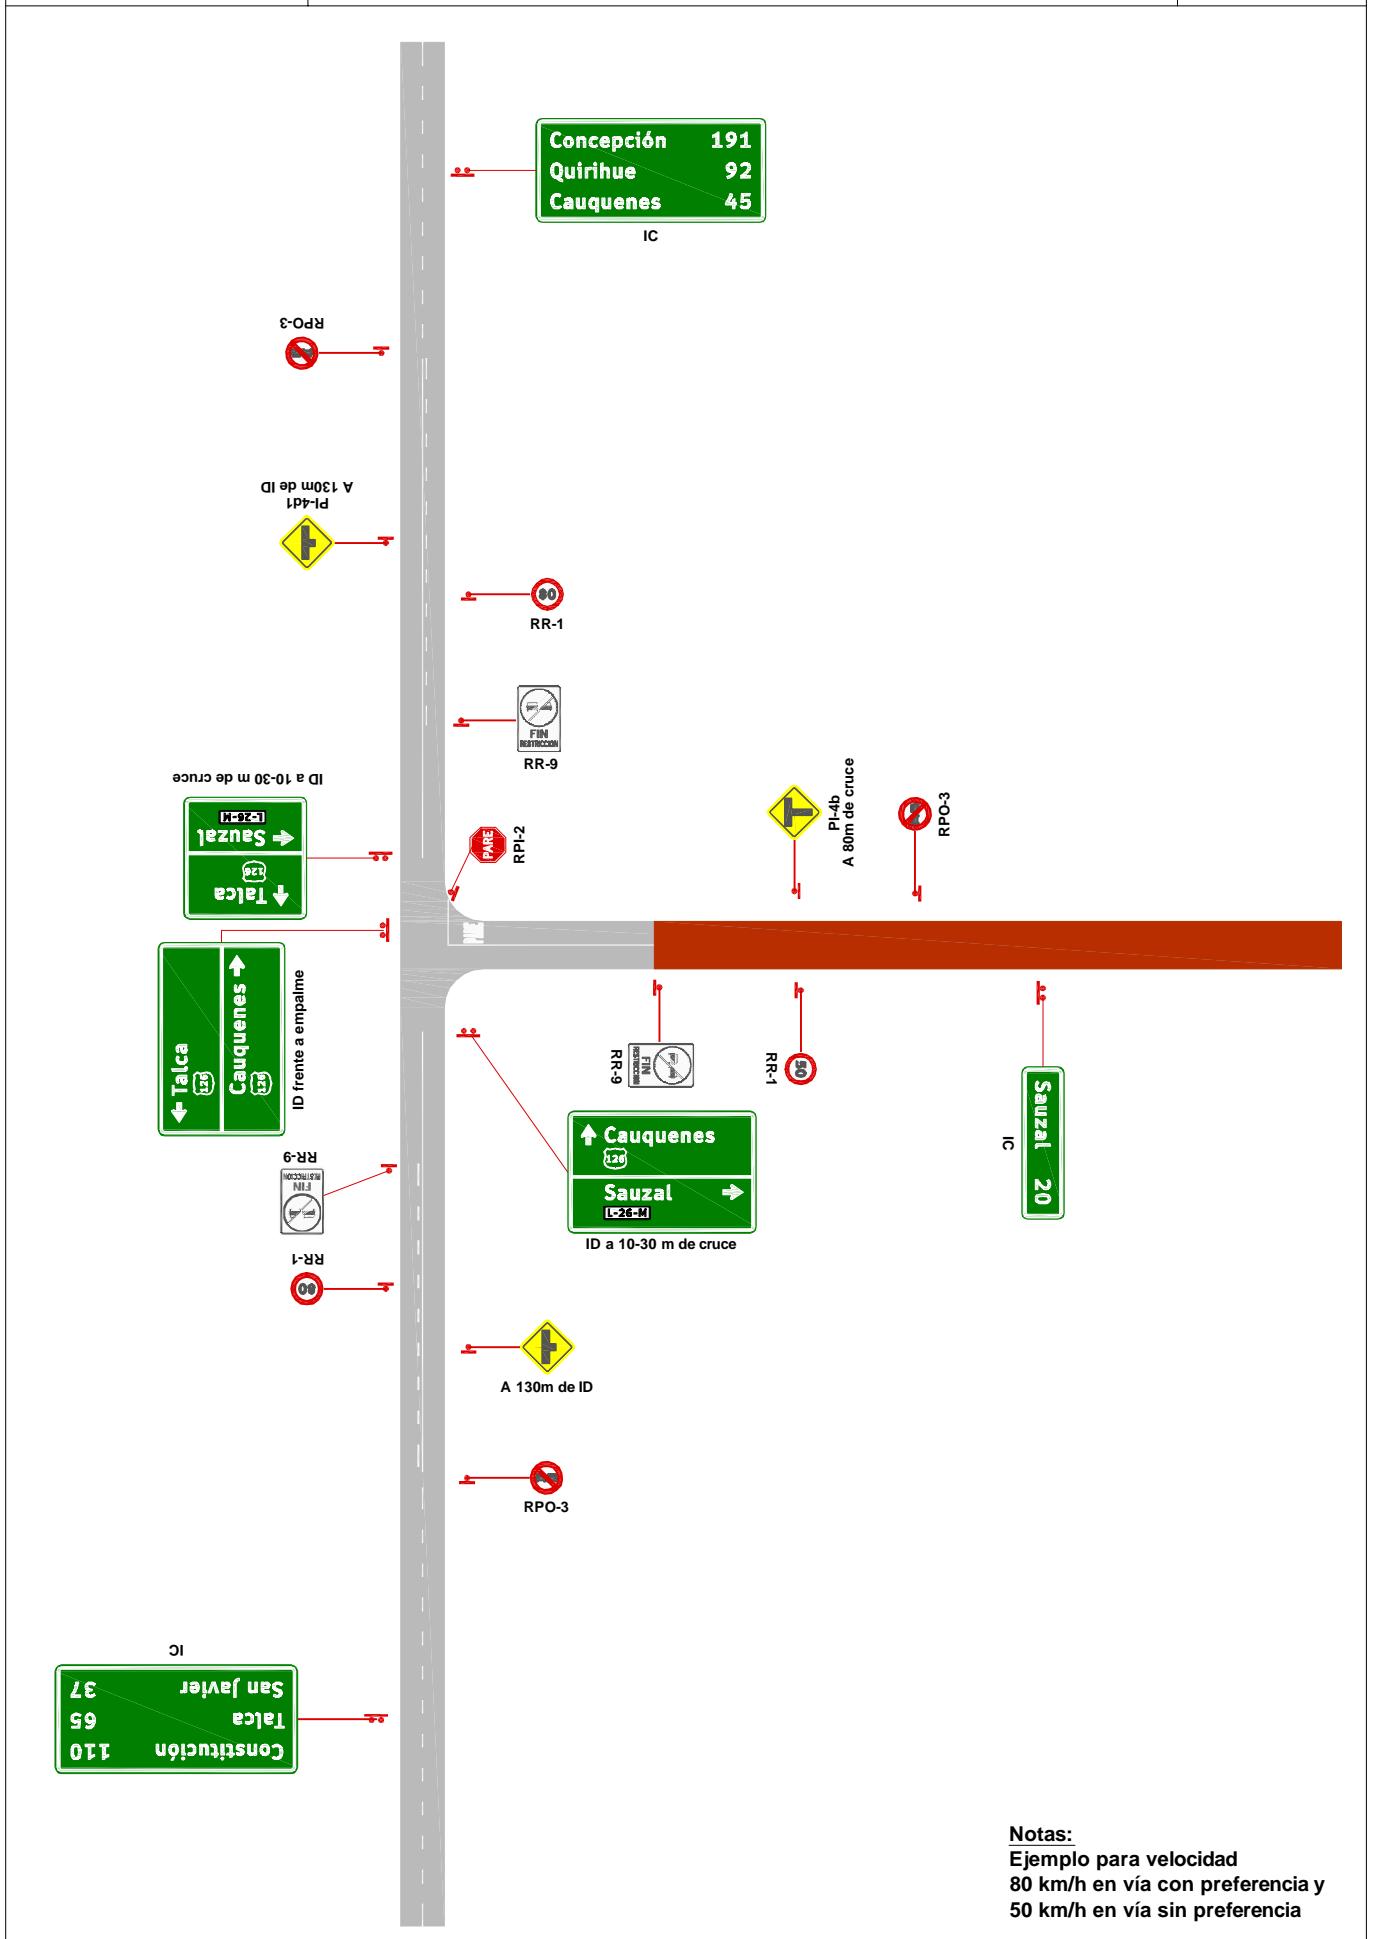 Concepción 191
Quirihue 92
Cauquenes 45
IC
RPO-3
PI-4d1
A 130m de ID
80
RR-1
FIN
RESTRICCION
RR-9
ID a 10-30 m de cruce
Talca
126
Sauzal
L-26-M
PARE
RPI-2
PI-4b
A 80m de cruce
RPO-3
PARE
Talca
126
Cauquenes
126
ID frente a empalme
FIN
RESTRICCION
RR-9
50
RR-1
Sauzal 20
IC
Cauquenes
126
Sauzal
L-26-M
ID a 10-30 m de cruce
RR-9
FIN
RESTRICCION
RR-1
80
A 130m de ID
RPO-3
IC
Constitución 110
Talca 65
San Javier 37
Notas:
Ejemplo para velocidad
80 km/h en vía con preferencia y
50 km/h en vía sin preferencia